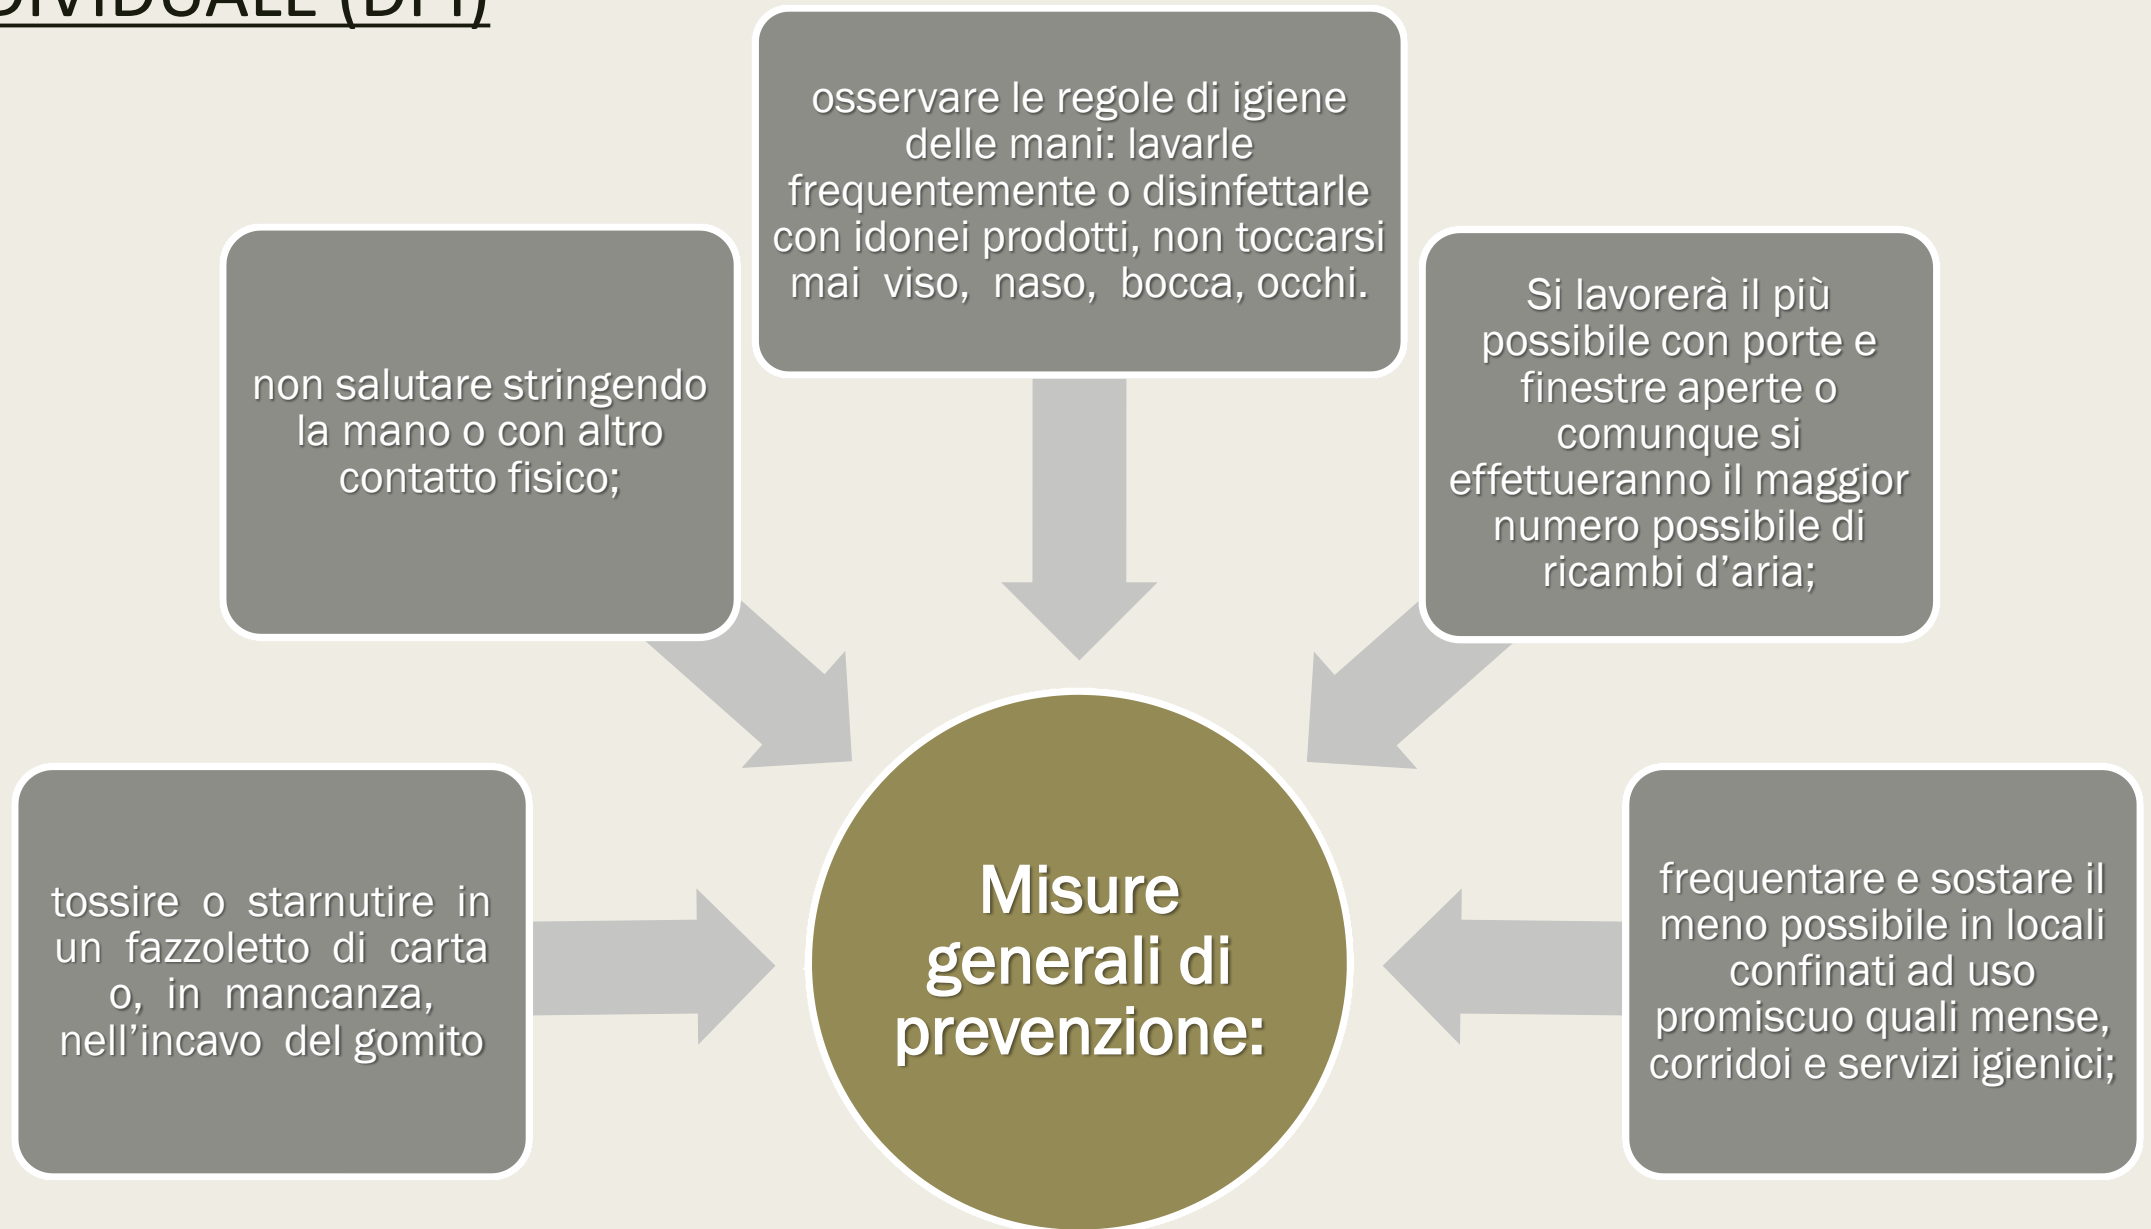 DIVIDUALE (DPI)
osservare le regole di igiene
delle mani: lavarle
frequentemente o disinfettarle
con idonei prodotti, non toccarsi
mai viso, naso, bocca, occhi.
non salutare stringendo
la mano o con altro
contatto fisico;
Si lavorerà il più
possibile con porte e
finestre aperte o
comunque si
effettueranno il maggior
numero possibile di
ricambi d’aria;
tossire o starnutire in
un fazzoletto di carta
o, in mancanza,
nell’incavo del gomito
Misure
generali di
prevenzione:
frequentare e sostare il
meno possibile in locali
confinati ad uso
promiscuo quali mense,
corridoi e servizi igienici;